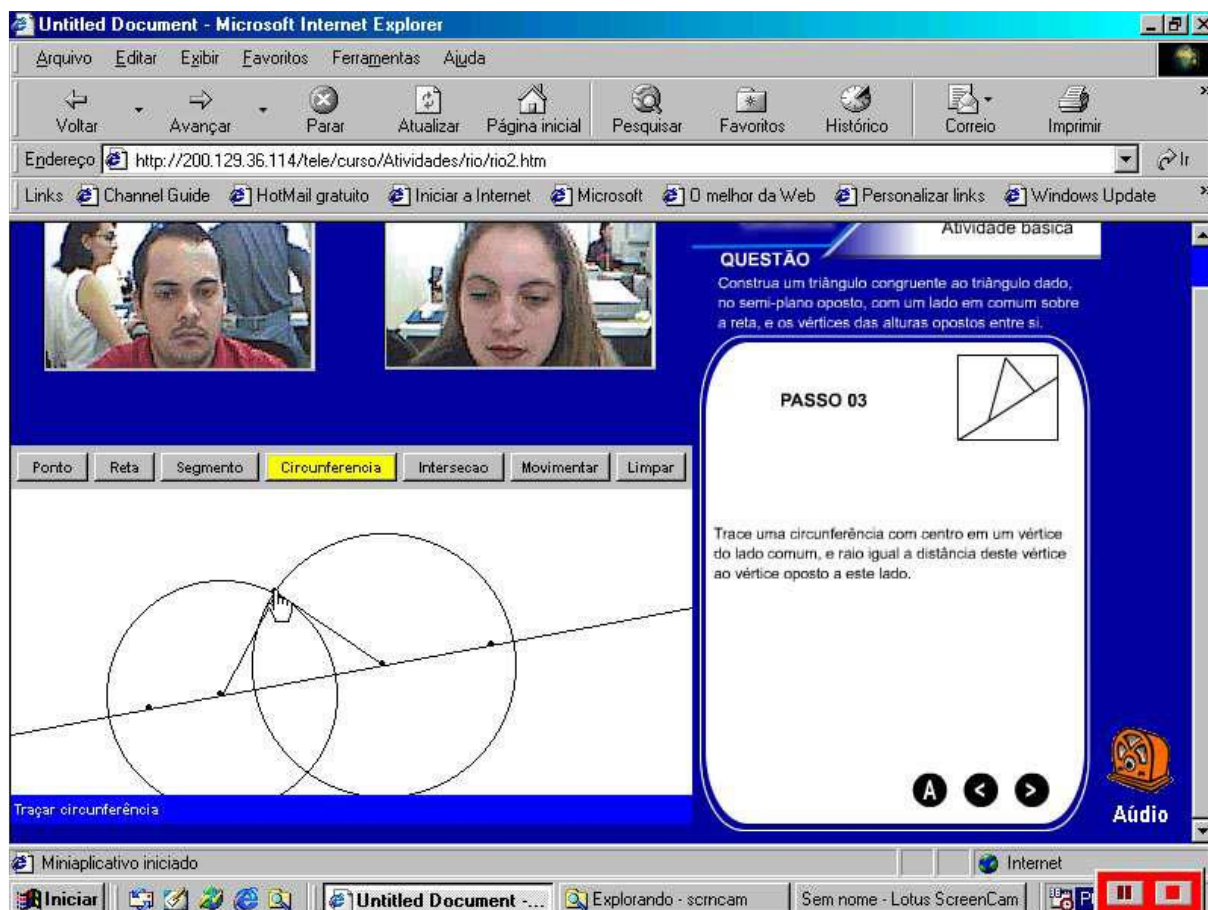 Untitled Document - Microsoft Internet Explorer
Arquivo Editar Exibir Favoritos Ferramentas Ajuda
Voltar Avançar Parar Atualizar Página inicial Pesquisar Favoritos Histórico Correio Imprimir
Endereço http://200.129.36.114/tele/curso/Atividades/rio/rio2.htm Ir
Links Channel Guide HotMail gratuito Iniciar a Internet Microsoft O melhor da Web Personalizar links Windows Update
Atividade básica
QUESTÃO
Construa um triângulo congruente ao triângulo dado,
no semi-plano oposto, com um lado em comum sobre
a reta, e os vértices das alturas opostos entre si.
PASSO 03
Ponto Reta Segmento Circunferencia Intersecao Movimentar Limpar
Trace uma circunferência com centro em um vértice
do lado comum, e raio igual a distância deste vértice
ao vértice oposto a este lado.
A < >
Aúdio
Traçar circunferência
Miniaplicativo iniciado Internet
Iniciar Untitled Document -... Explorando - scrncam Sem nome - Lotus ScreenCam